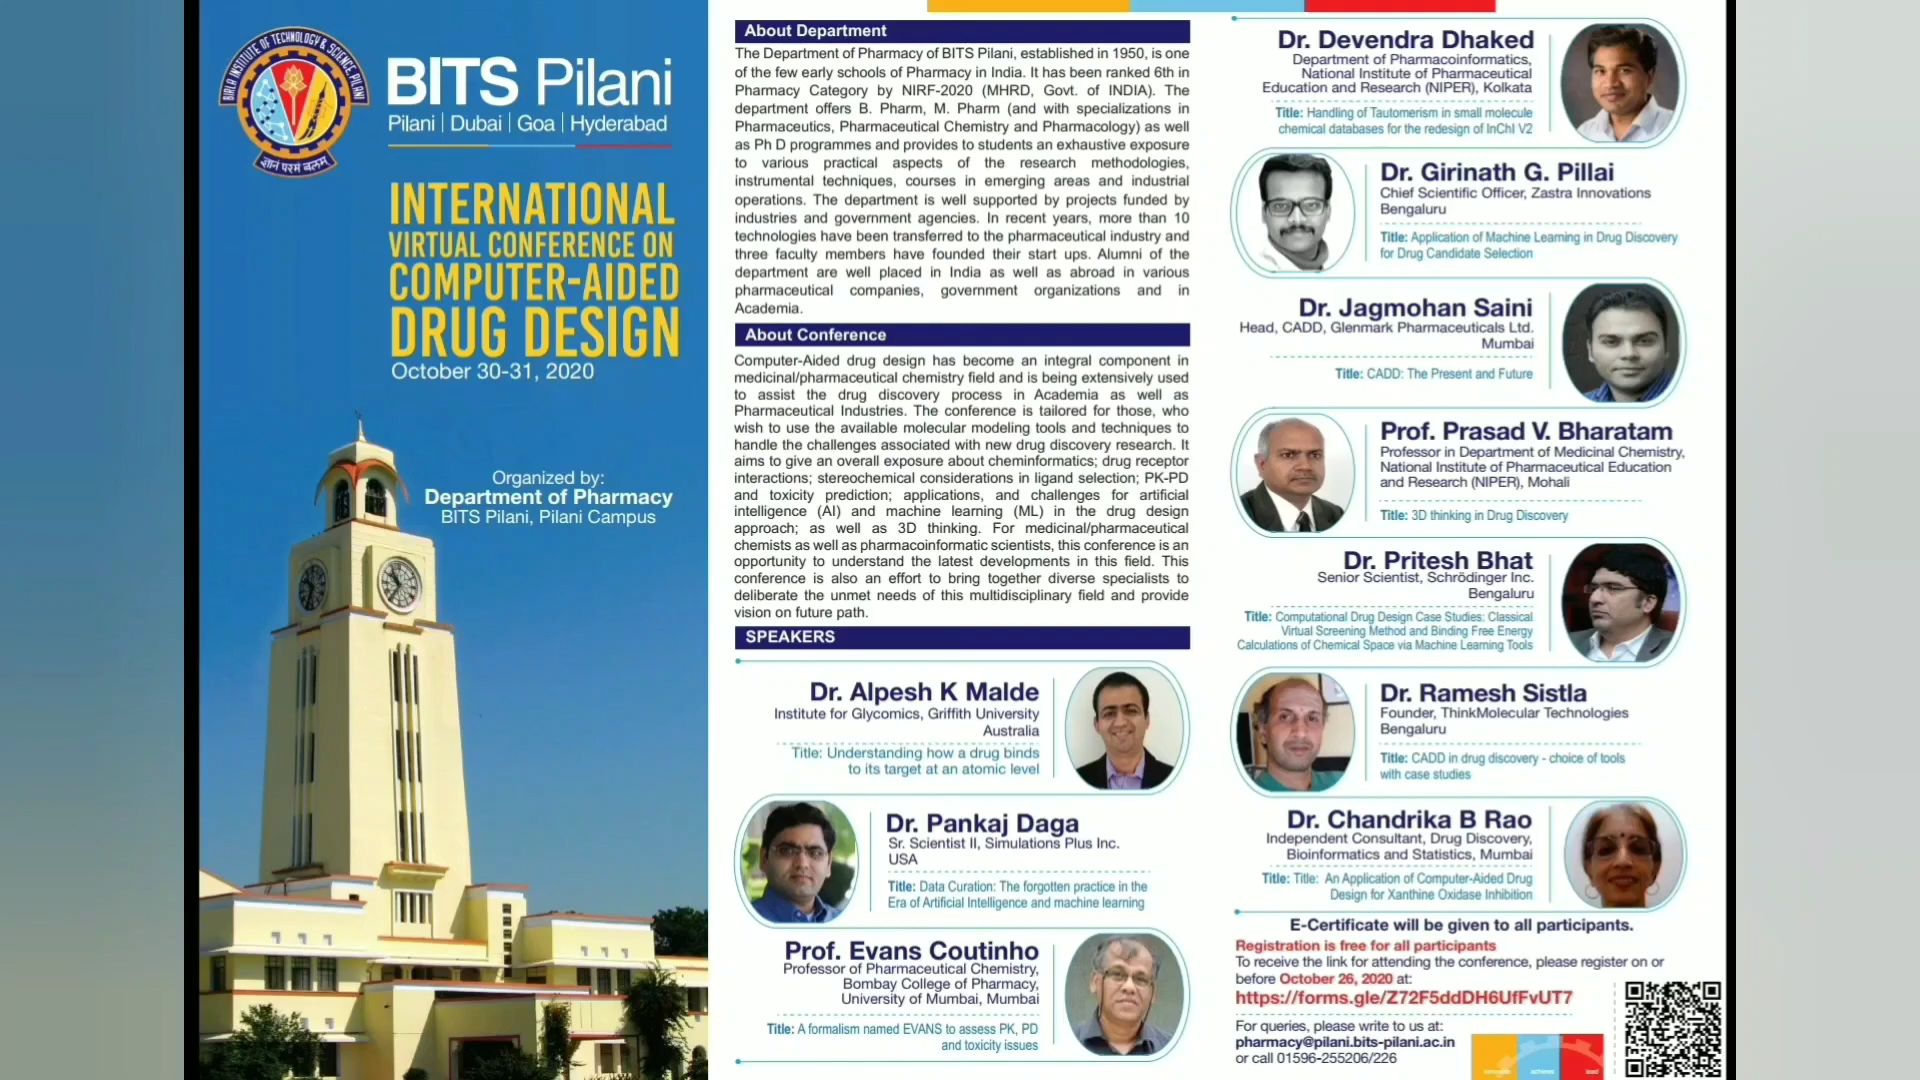 BIRLA INSTITUTE OF TECHNOLOGY & SCIENCE, PILANI
ज्ञानं परमं बलम्
BITS Pilani
Pilani | Dubai | Goa | Hyderabad
INTERNATIONAL
VIRTUAL CONFERENCE ON
COMPUTER-AIDED
DRUG DESIGN
October 30-31, 2020
Organized by:
Department of Pharmacy
BITS Pilani, Pilani Campus
About Department
The Department of Pharmacy of BITS Pilani, established in 1950, is one
of the few early schools of Pharmacy in India. It has been ranked 6th in
Pharmacy Category by NIRF-2020 (MHRD, Govt. of INDIA). The
department offers B. Pharm, M. Pharm (and with specializations in
Pharmaceutics, Pharmaceutical Chemistry and Pharmacology) as well
as Ph D programmes and provides to students an exhaustive exposure
to various practical aspects of the research methodologies,
instrumental techniques, courses in emerging areas and industrial
operations. The department is well supported by projects funded by
industries and government agencies. In recent years, more than 10
technologies have been transferred to the pharmaceutical industry and
three faculty members have founded their start ups. Alumni of the
department are well placed in India as well as abroad in various
pharmaceutical companies, government organizations and in
Academia.
About Conference
Computer-Aided drug design has become an integral component in
medicinal/pharmaceutical chemistry field and is being extensively used
to assist the drug discovery process in Academia as well as
Pharmaceutical Industries. The conference is tailored for those, who
wish to use the available molecular modeling tools and techniques to
handle the challenges associated with new drug discovery research. It
aims to give an overall exposure about cheminformatics; drug receptor
interactions; stereochemical considerations in ligand selection; PK-PD
and toxicity prediction; applications, and challenges for artificial
intelligence (AI) and machine learning (ML) in the drug design
approach; as well as 3D thinking. For medicinal/pharmaceutical
chemists as well as pharmacoinformatic scientists, this conference is an
opportunity to understand the latest developments in this field. This
conference is also an effort to bring together diverse specialists to
deliberate the unmet needs of this multidisciplinary field and provide
vision on future path.
SPEAKERS
Dr. Alpesh K Malde
Institute for Glycomics, Griffith University
Australia
Title: Understanding how a drug binds
to its target at an atomic level
Dr. Pankaj Daga
Sr. Scientist II, Simulations Plus Inc.
USA
Title: Data Curation: The forgotten practice in the
Era of Artificial Intelligence and machine learning
Prof. Evans Coutinho
Professor of Pharmaceutical Chemistry,
Bombay College of Pharmacy,
University of Mumbai, Mumbai
Title: A formalism named EVANS to assess PK, PD
and toxicity issues
Dr. Devendra Dhaked
Department of Pharmacoinformatics,
National Institute of Pharmaceutical
Education and Research (NIPER), Kolkata
Title: Handling of Tautomerism in small molecule
chemical databases for the redesign of InChI V2
Dr. Girinath G. Pillai
Chief Scientific Officer, Zastra Innovations
Bengaluru
Title: Application of Machine Learning in Drug Discovery
for Drug Candidate Selection
Dr. Jagmohan Saini
Head, CADD, Glenmark Pharmaceuticals Ltd.
Mumbai
Title: CADD: The Present and Future
Prof. Prasad V. Bharatam
Professor in Department of Medicinal Chemistry,
National Institute of Pharmaceutical Education
and Research (NIPER), Mohali
Title: 3D thinking in Drug Discovery
Dr. Pritesh Bhat
Senior Scientist, Schrödinger Inc.
Bengaluru
Title: Computational Drug Design Case Studies: Classical
Virtual Screening Method and Binding Free Energy
Calculations of Chemical Space via Machine Learning Tools
Dr. Ramesh Sistla
Founder, ThinkMolecular Technologies
Bengaluru
Title: CADD in drug discovery - choice of tools
with case studies
Dr. Chandrika B Rao
Independent Consultant, Drug Discovery,
Bioinformatics and Statistics, Mumbai
Title: Title: An Application of Computer-Aided Drug
Design for Xanthine Oxidase Inhibition
E-Certificate will be given to all participants.
Registration is free for all participants
To receive the link for attending the conference, please register on or
before October 26, 2020 at:
https://forms.gle/Z72F5ddDH6UfFvUT7
For queries, please write to us at:
pharmacy@pilani.bits-pilani.ac.in
or call 01596-255206/226
innovate achieve lead